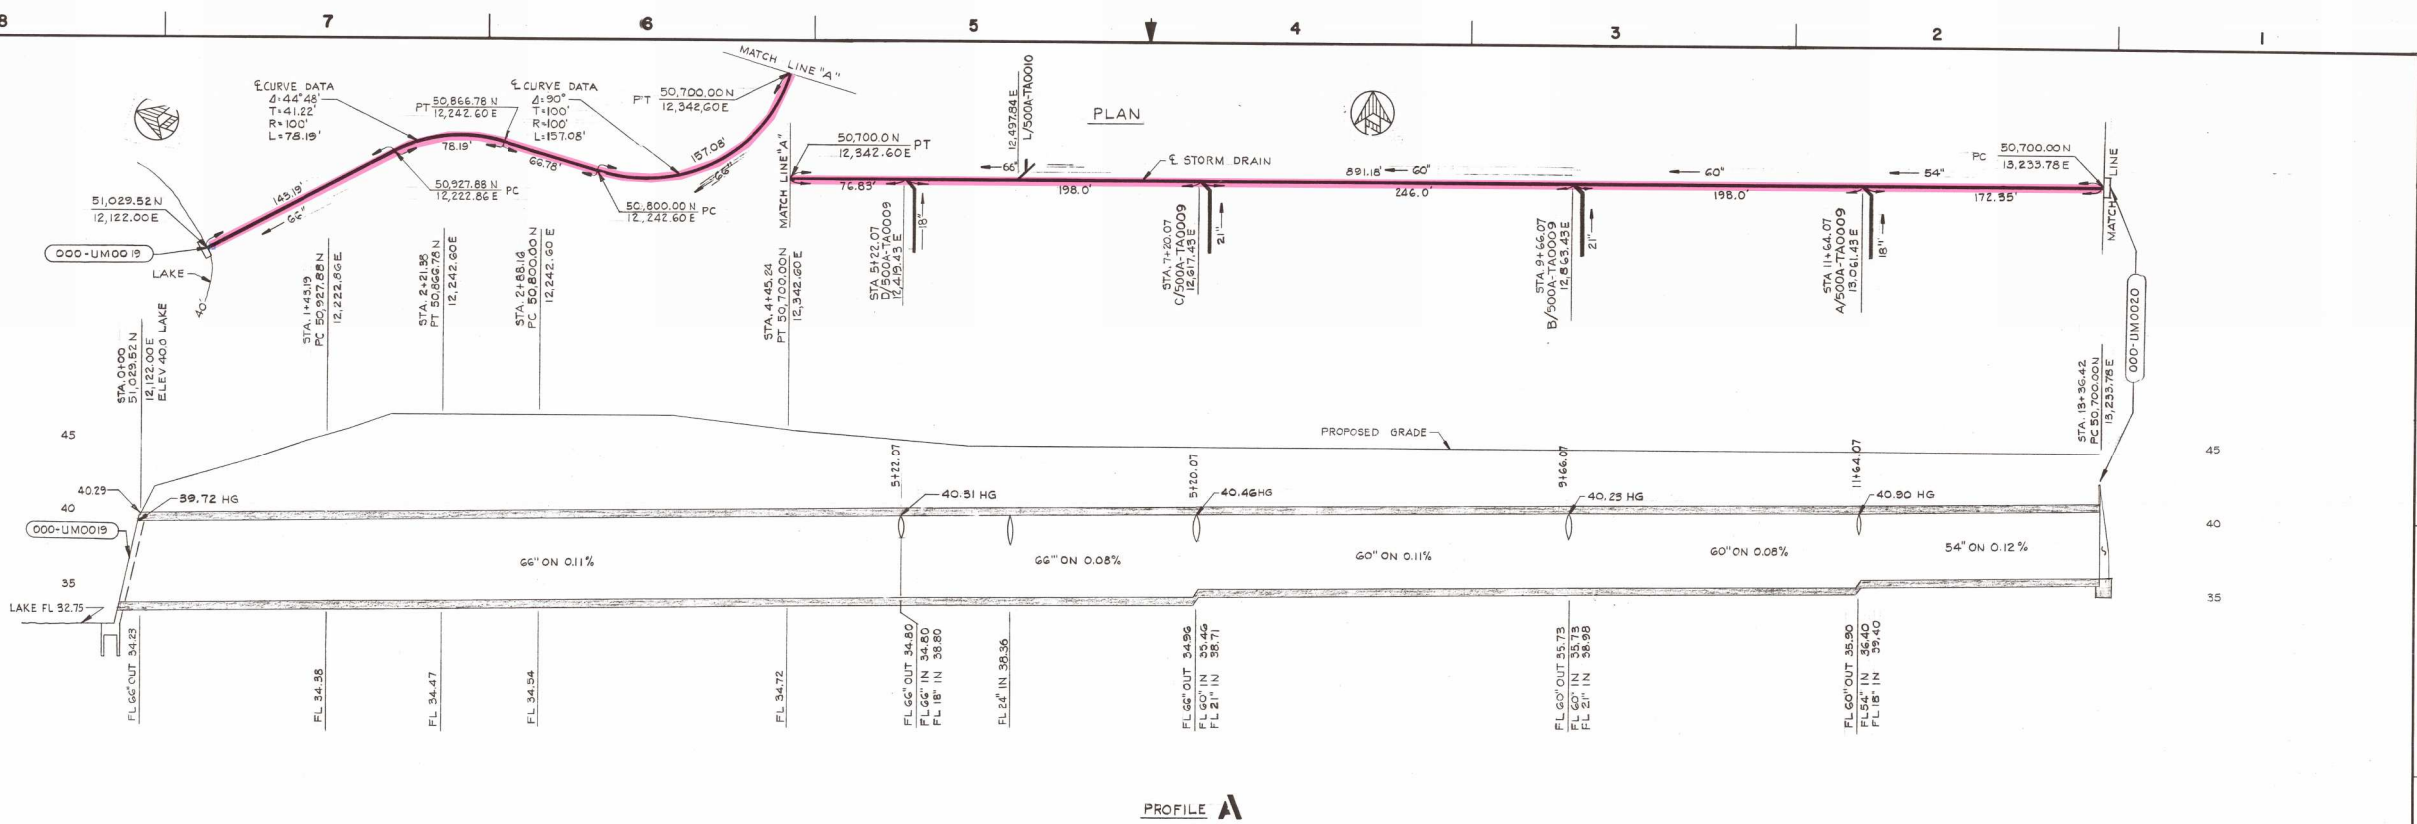 8
7
6
5
4
3
2
1
MATCH LINE "A"
℄ CURVE DATA
Δ=44°48'
T=41.22'
R=100'
L=78.19'
PT 50,866.78 N
12,242.60 E
℄ CURVE DATA
Δ=90°
T=100'
R=100'
L=157.08'
PT 50,700.00 N
12,342.60 E
PLAN
12,497.84 E
L/500A-TA0010
50,700.0 N
12,342.60 E PT
MATCH LINE "A"
℄ STORM DRAIN
PC 50,700.00 N
13,233.78 E
MATCH LINE
143.19'
66"
78.19'
66.78'
157.08'
66"
76.83'
66"
198.0'
891.18'
60"
246.0'
60"
198.0'
54"
172.35'
51,029.52 N
12,122.00 E
50,927.88 N PC
12,222.86 E
50,800.00 N PC
12,242.60 E
000-UM0019
LAKE
40'
18"
21"
21"
18"
STA. 0+00
51,029.52 N
12,122.00 E
ELEV. 40.0 LAKE
STA. 1+43.19
PC 50,927.88 N
12,222.86 E
STA. 2+21.38
PT 50,866.78 N
12,242.60 E
STA. 2+88.16
PC 50,800.00 N
12,242.60 E
STA. 4+45.24
PT 50,700.00 N
12,342.60 E
STA 5+22.07
D/500A-TA0009
12,419.43 E
STA. 7+20.07
C/500A-TA0009
12,617.43 E
STA. 9+66.07
B/500A-TA0009
12,863.43 E
STA 11+64.07
A/500A-TA0009
13,061.43 E
STA. 13+36.42
PC 50,700.00 N
13,233.78 E
000-UM0020
45
PROPOSED GRADE
45
5+22.07
5+20.07
9+66.07
11+64.07
40.29
39.72 HG
40.31 HG
40.46 HG
40.23 HG
40.90 HG
40
40
000-UM0019
66" ON 0.11%
66" ON 0.08%
60" ON 0.11%
60" ON 0.08%
54" ON 0.12%
35
35
LAKE FL 32.75
FL 66" OUT 34.23
FL 34.38
FL 34.47
FL 34.54
FL 34.72
FL 66" OUT 34.80
FL 66" IN 34.80
FL 18" IN 38.80
FL 24" IN 38.36
FL 66" OUT 34.96
FL 60" IN 35.46
FL 21" IN 38.71
FL 60" OUT 35.73
FL 60" IN 35.73
FL 21" IN 38.98
FL 60" OUT 35.90
FL 54" IN 36.40
FL 18" IN 39.40
PROFILE A